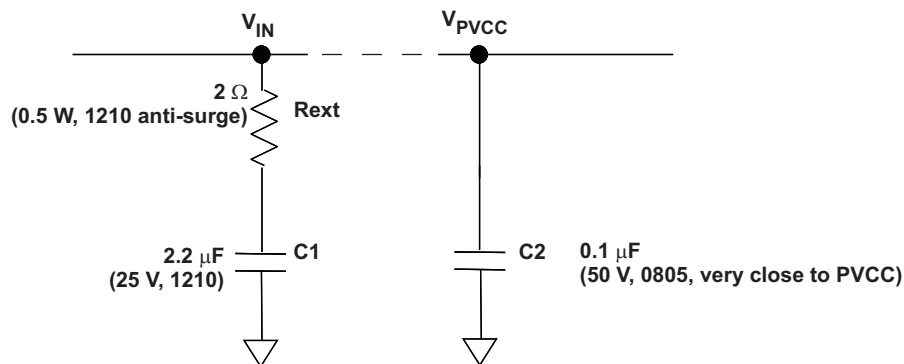 VIN
VPVCC
2 Ω
(0.5 W, 1210 anti-surge)
Rext
2.2 μF
(25 V, 1210)
C1
C2
0.1 μF
(50 V, 0805, very close to PVCC)